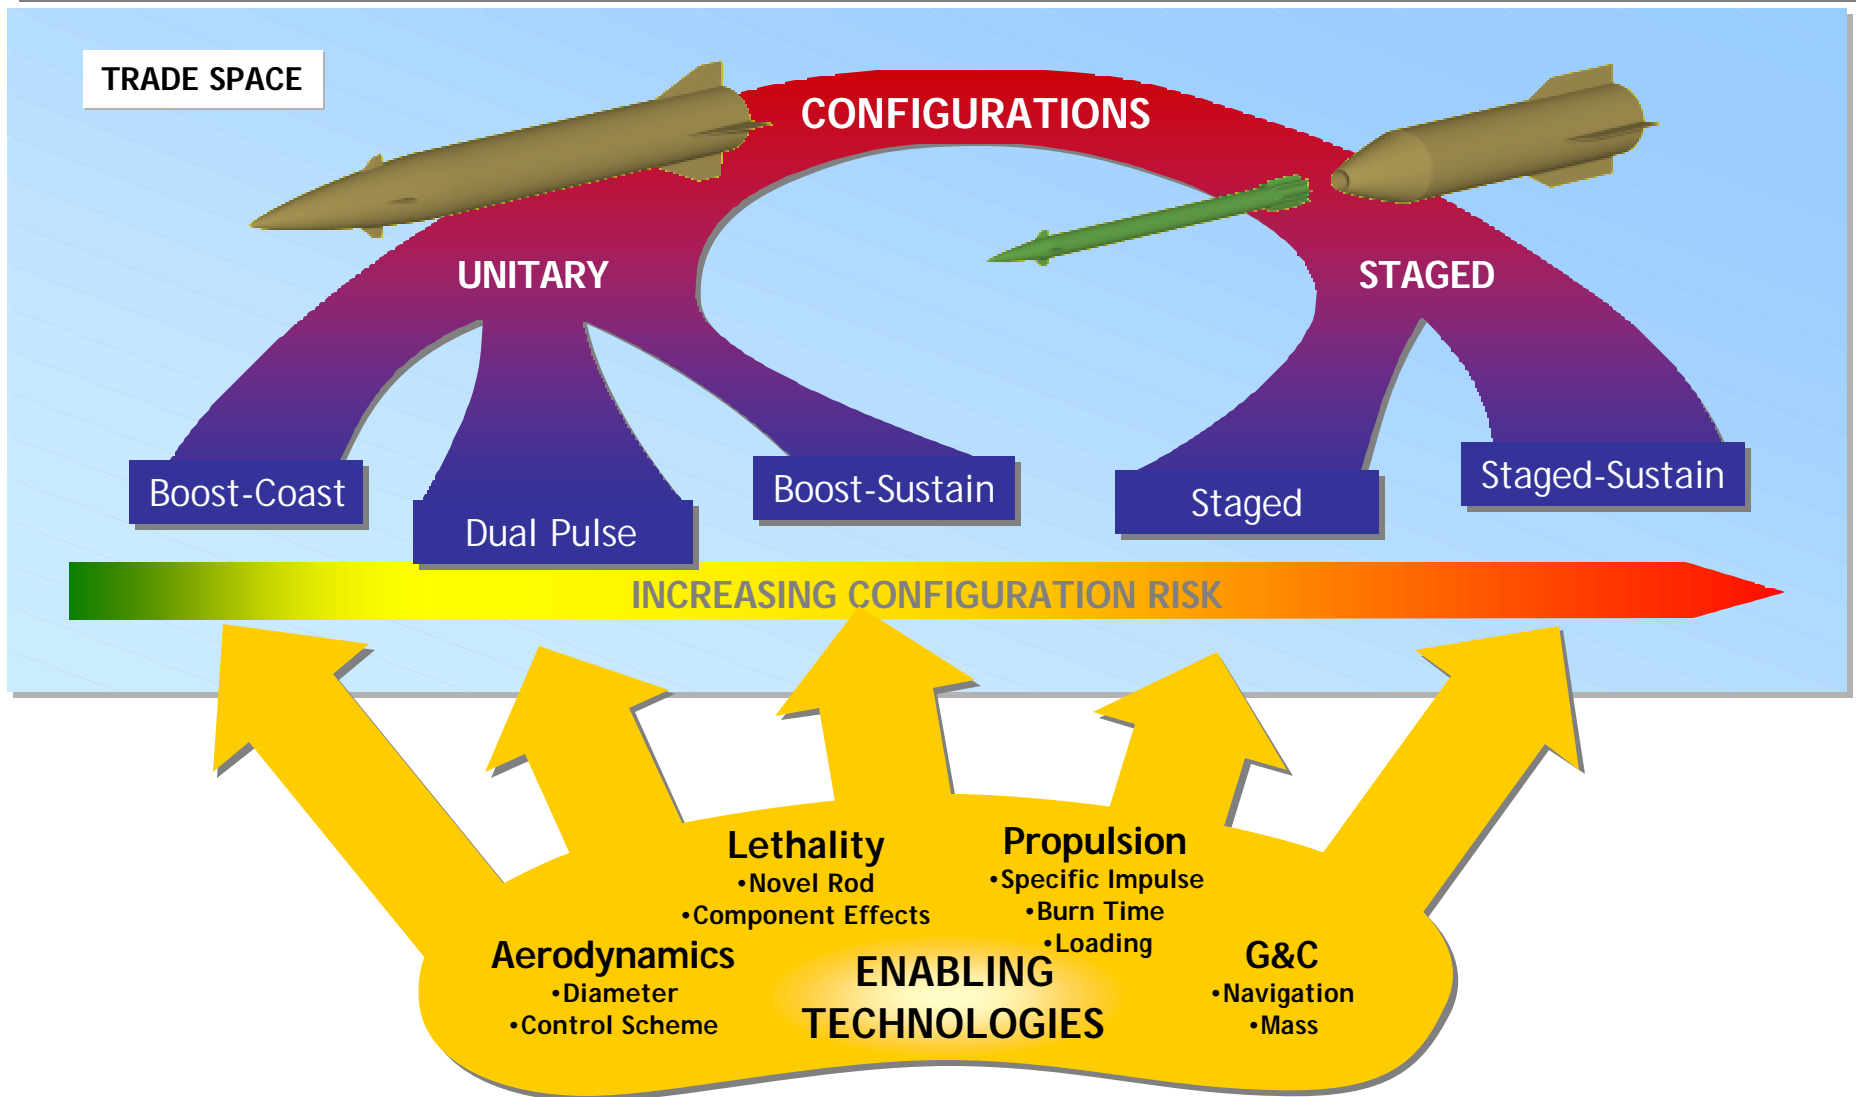 TRADE SPACE
CONFIGURATIONS
UNITARY
STAGED
Boost-Coast
Dual Pulse
Boost-Sustain
Staged
Staged-Sustain
INCREASING CONFIGURATION RISK
Lethality
•Novel Rod
•Component Effects
Propulsion
•Specific Impulse
•Burn Time
•Loading
Aerodynamics
•Diameter
•Control Scheme
ENABLING
TECHNOLOGIES
G&C
•Navigation
•Mass